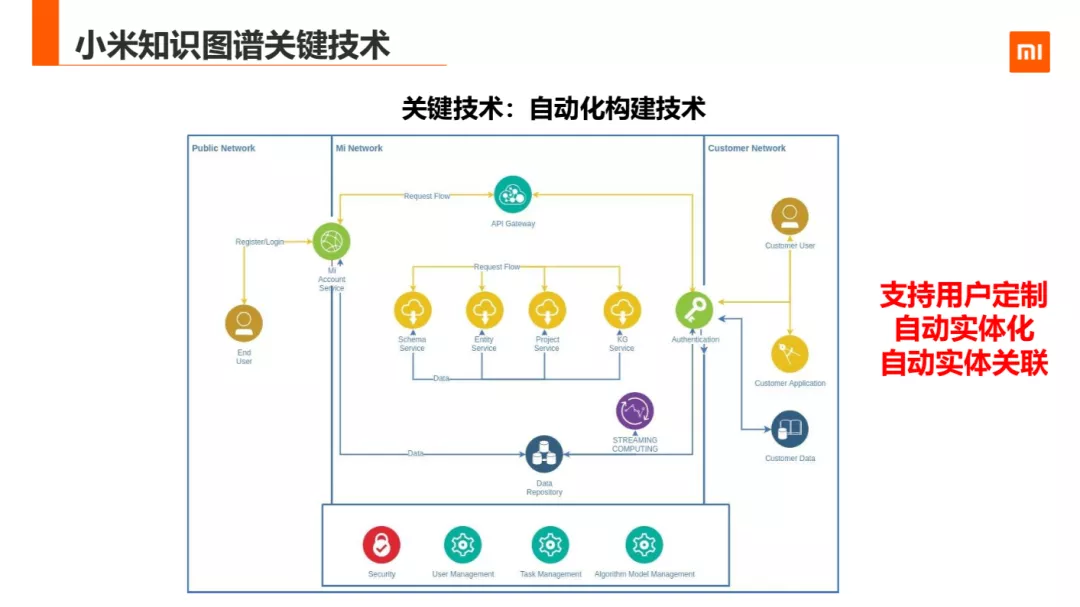 小米知识图谱关键技术
mi
关键技术：自动化构建技术
Public Network
Mi Network
Customer Network
Request Flow
API Gateway
Register/Login
Mi
Account
Service
End
User
Request Flow
Schema
Service
Entity
Service
Project
Service
KG
Service
Data
Authentication
Customer User
Customer Application
Customer Data
STREAMING
COMPUTING
Data
Data
Repository
Security
User Management
Task Management
Algorithm Model Management
支持用户定制
自动实体化
自动实体关联